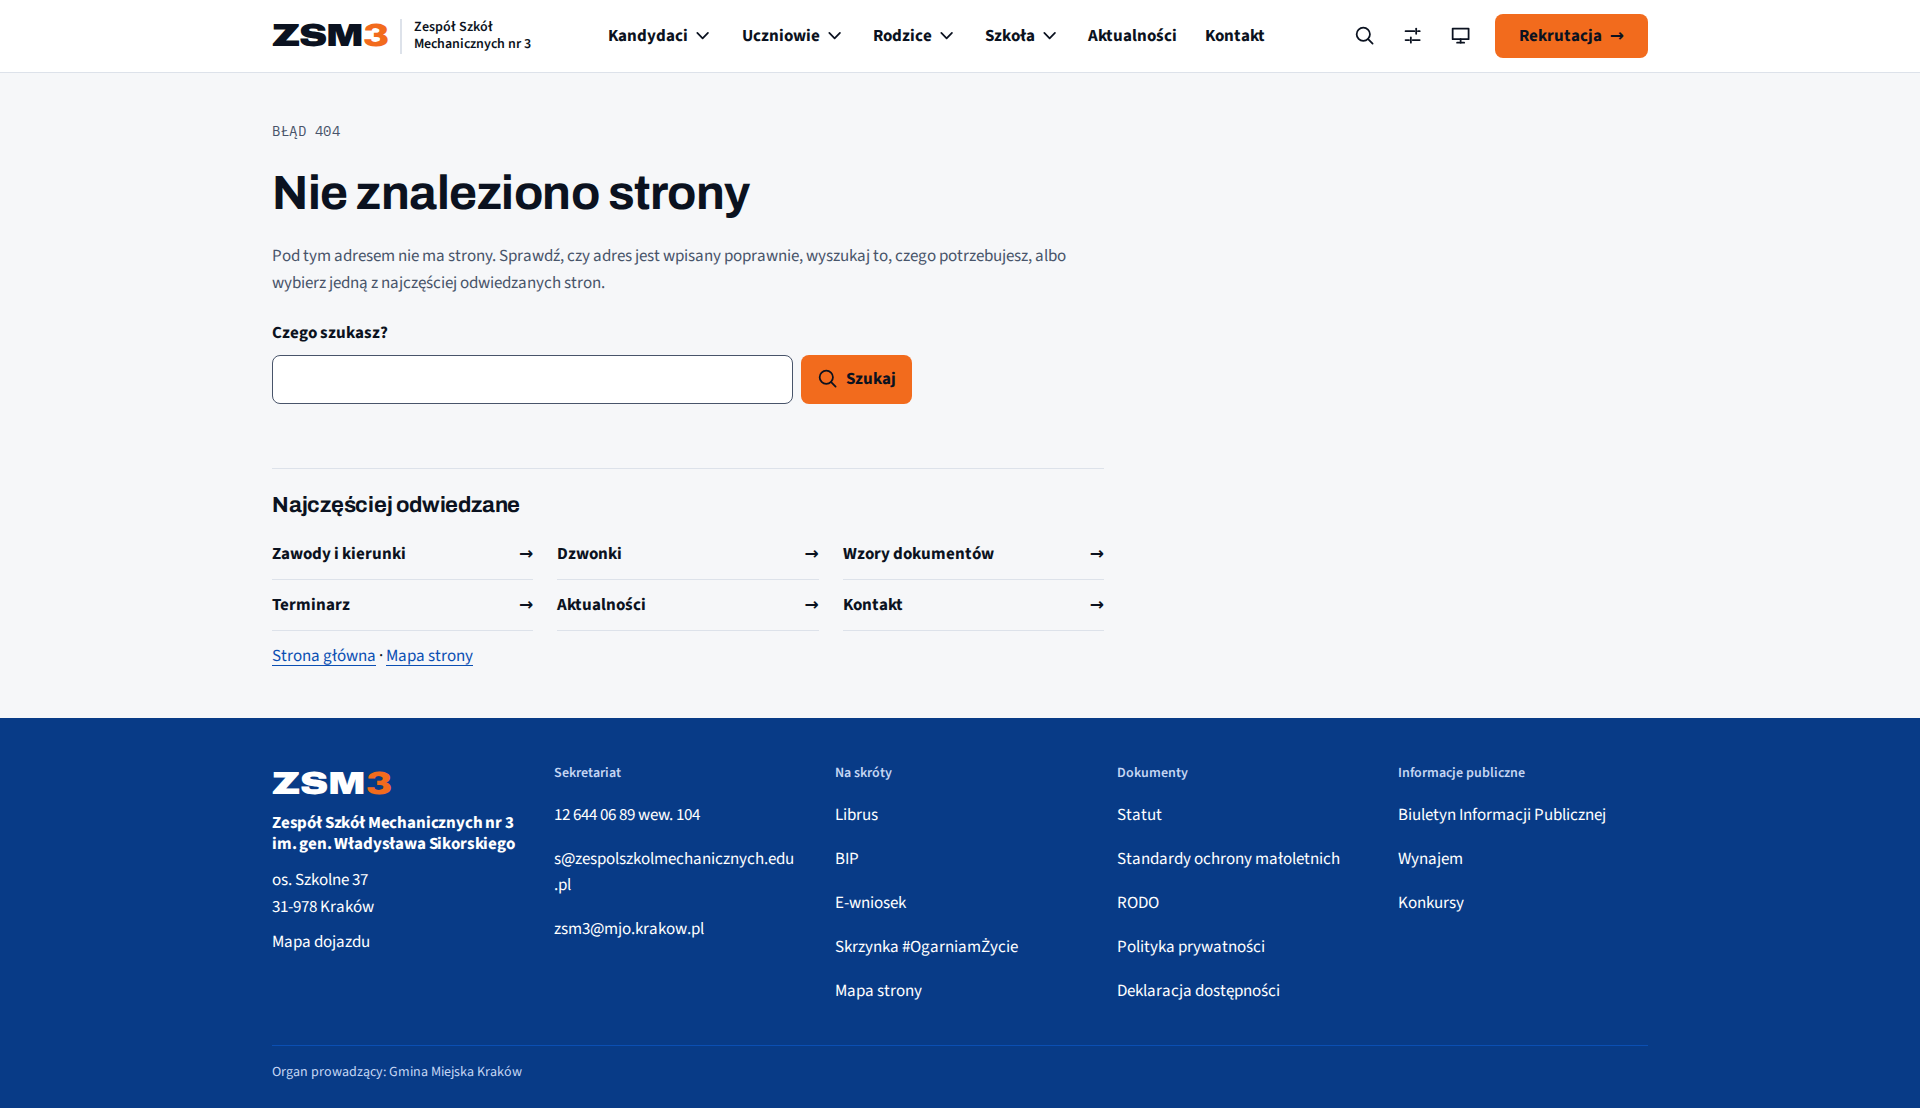 ZSM3
Zespół Szkół
Mechanicznych nr 3
Kandydaci
Uczniowie
Rodzice
Szkoła
Aktualności
Kontakt
Rekrutacja →
BŁĄD 404
Nie znaleziono strony
Pod tym adresem nie ma strony. Sprawdź, czy adres jest wpisany poprawnie, wyszukaj to, czego potrzebujesz, albo
wybierz jedną z najczęściej odwiedzanych stron.
Czego szukasz?
Szukaj
Najczęściej odwiedzane
Zawody i kierunki →
Dzwonki →
Wzory dokumentów →
Terminarz →
Aktualności →
Kontakt →
Strona główna · Mapa strony
ZSM3
Zespół Szkół Mechanicznych nr 3
im. gen. Władysława Sikorskiego
os. Szkolne 37
31-978 Kraków
Mapa dojazdu
Sekretariat
12 644 06 89 wew. 104
s@zespolszkolmechanicznych.edu
.pl
zsm3@mjo.krakow.pl
Na skróty
Librus
BIP
E-wniosek
Skrzynka #OgarniamŻycie
Mapa strony
Dokumenty
Statut
Standardy ochrony małoletnich
RODO
Polityka prywatności
Deklaracja dostępności
Informacje publiczne
Biuletyn Informacji Publicznej
Wynajem
Konkursy
Organ prowadzący: Gmina Miejska Kraków